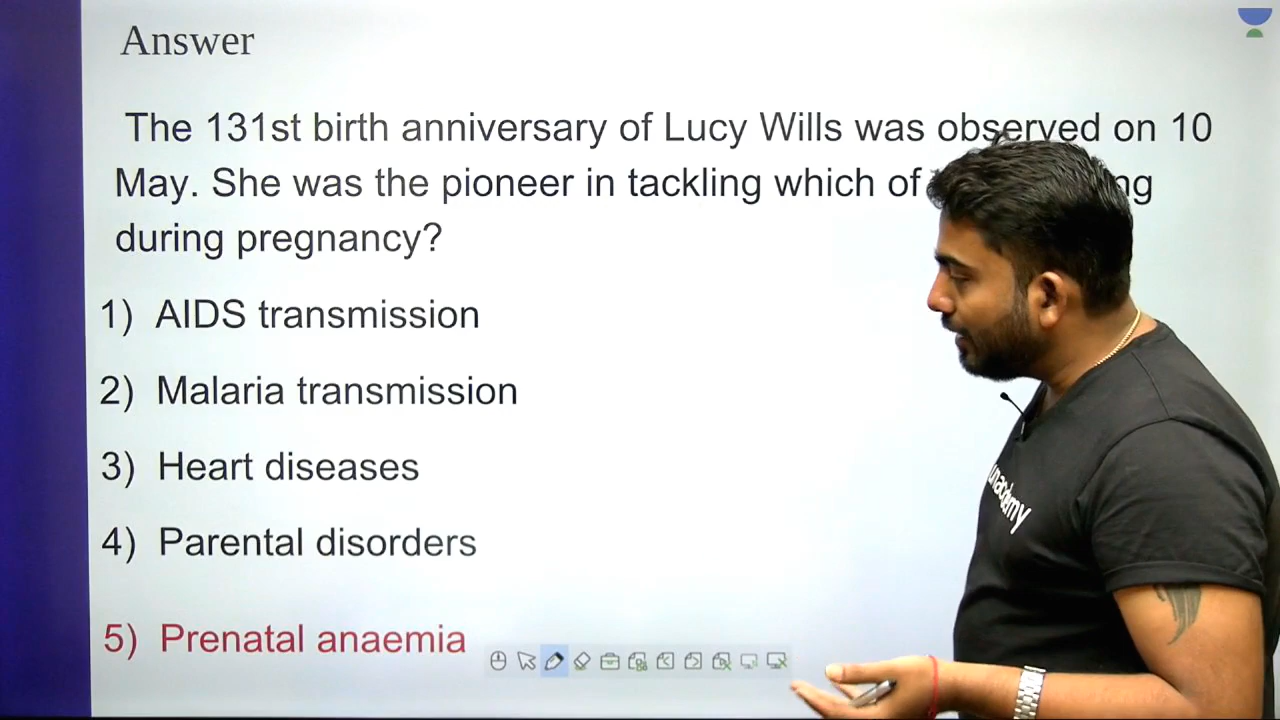 Answer
The 131st birth anniversary of Lucy Wills was observed on 10
May. She was the pioneer in tackling which of
during pregnancy?
1) AIDS transmission
2) Malaria transmission
3) Heart diseases
4) Parental disorders
5) Prenatal anaemia
unacademy